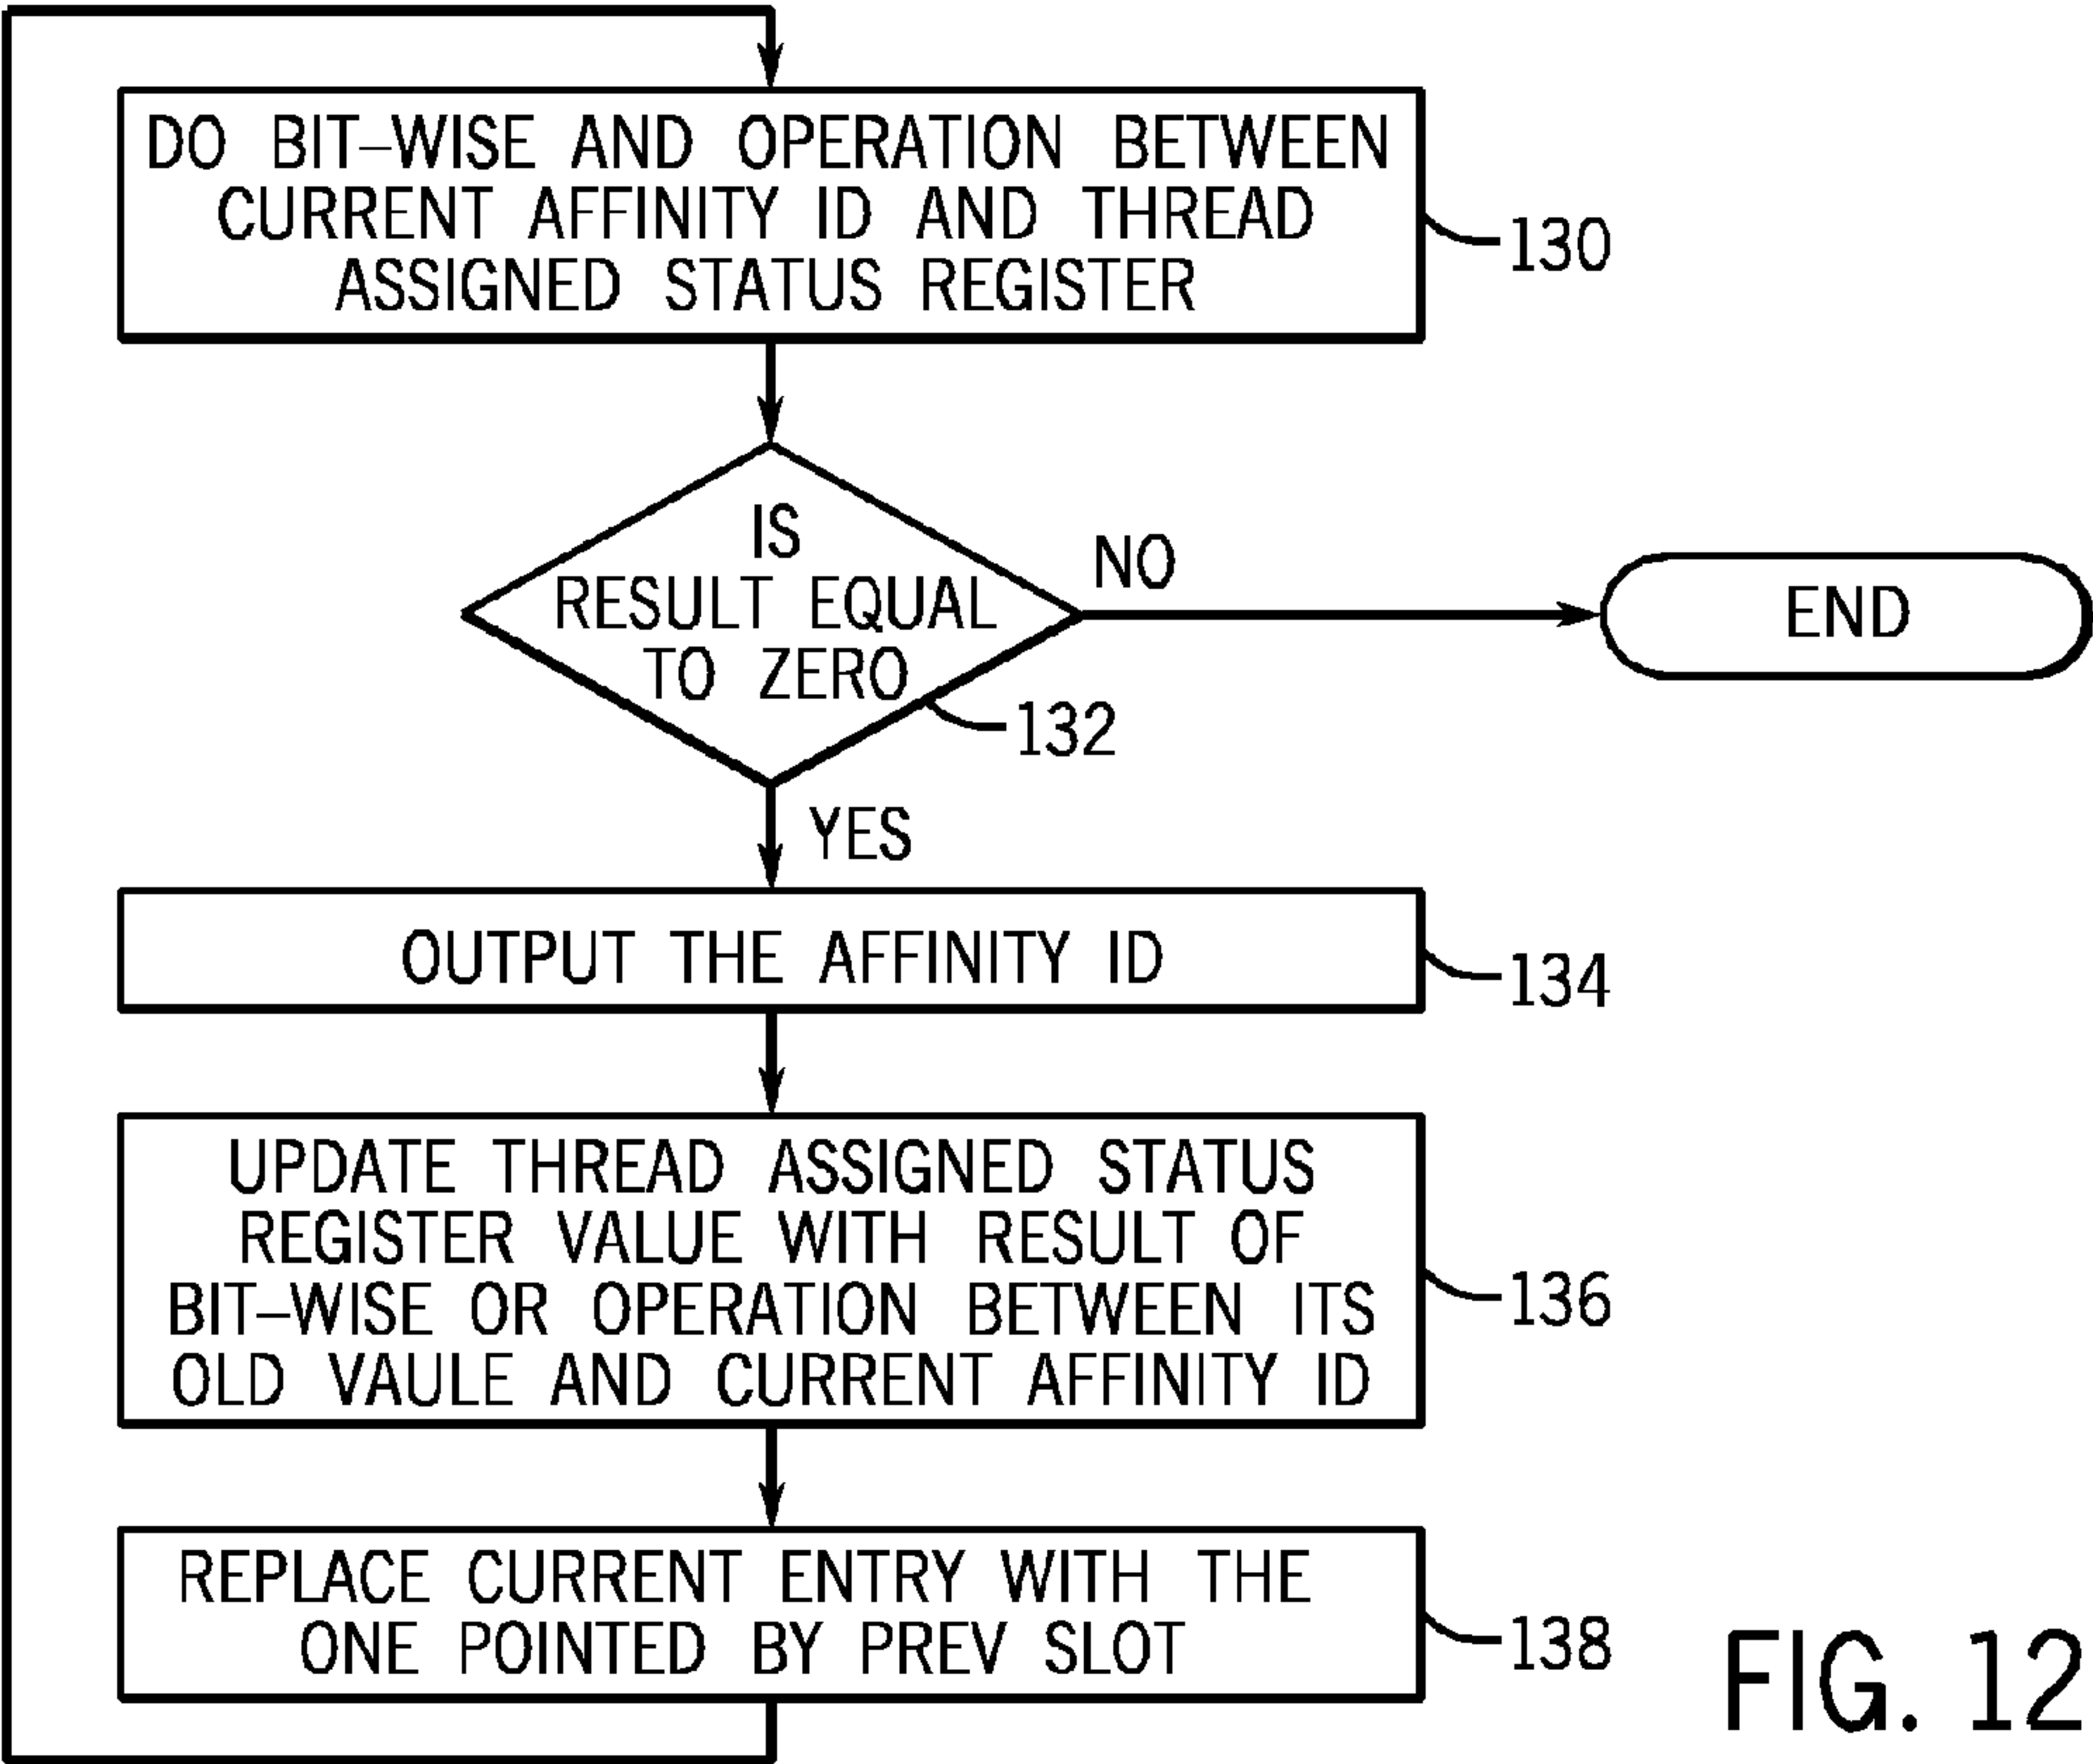 DO BIT–WISE AND OPERATION BETWEEN
CURRENT AFFINITY ID AND THREAD
ASSIGNED STATUS REGISTER
130
IS
RESULT EQUAL
TO ZERO
NO
END
132
YES
OUTPUT THE AFFINITY ID
134
UPDATE THREAD ASSIGNED STATUS
REGISTER VALUE WITH RESULT OF
BIT–WISE OR OPERATION BETWEEN ITS
OLD VAULE AND CURRENT AFFINITY ID
136
REPLACE CURRENT ENTRY WITH THE
ONE POINTED BY PREV SLOT
138
FIG. 12